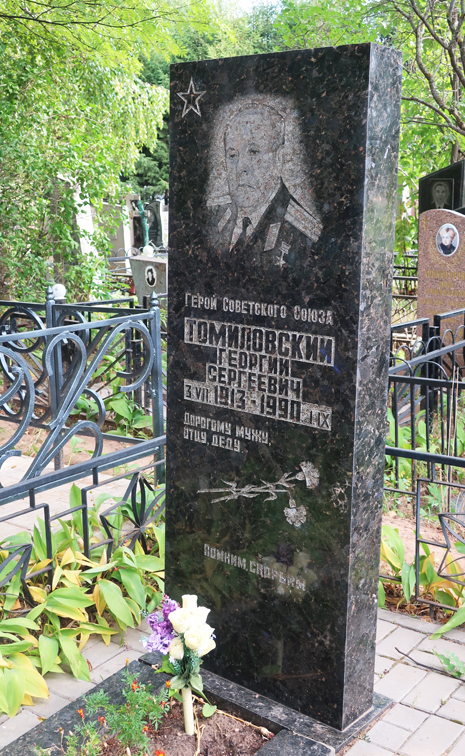 Герой Советского Союза
ТОМИЛОВСКИЙ
ГЕОРГИЙ
СЕРГЕЕВИЧ
3 VII 1913 - 1990 1 IX
Дорогому мужу,
отцу, деду.
Помним, скорбим